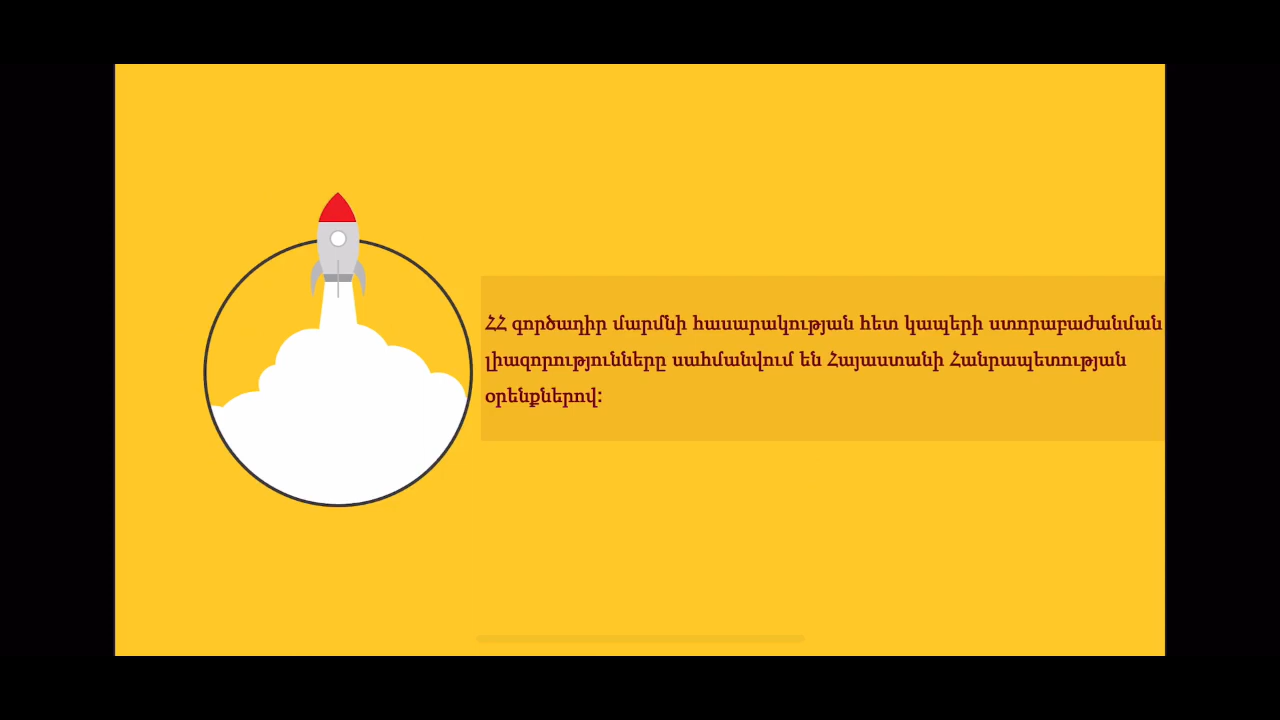 ՀՀ գործադիր մարմնի հասարակության հետ կապերի ստորաբաժանման
լիազորությունները սահմանվում են Հայաստանի Հանրապետության
օրենքներով: